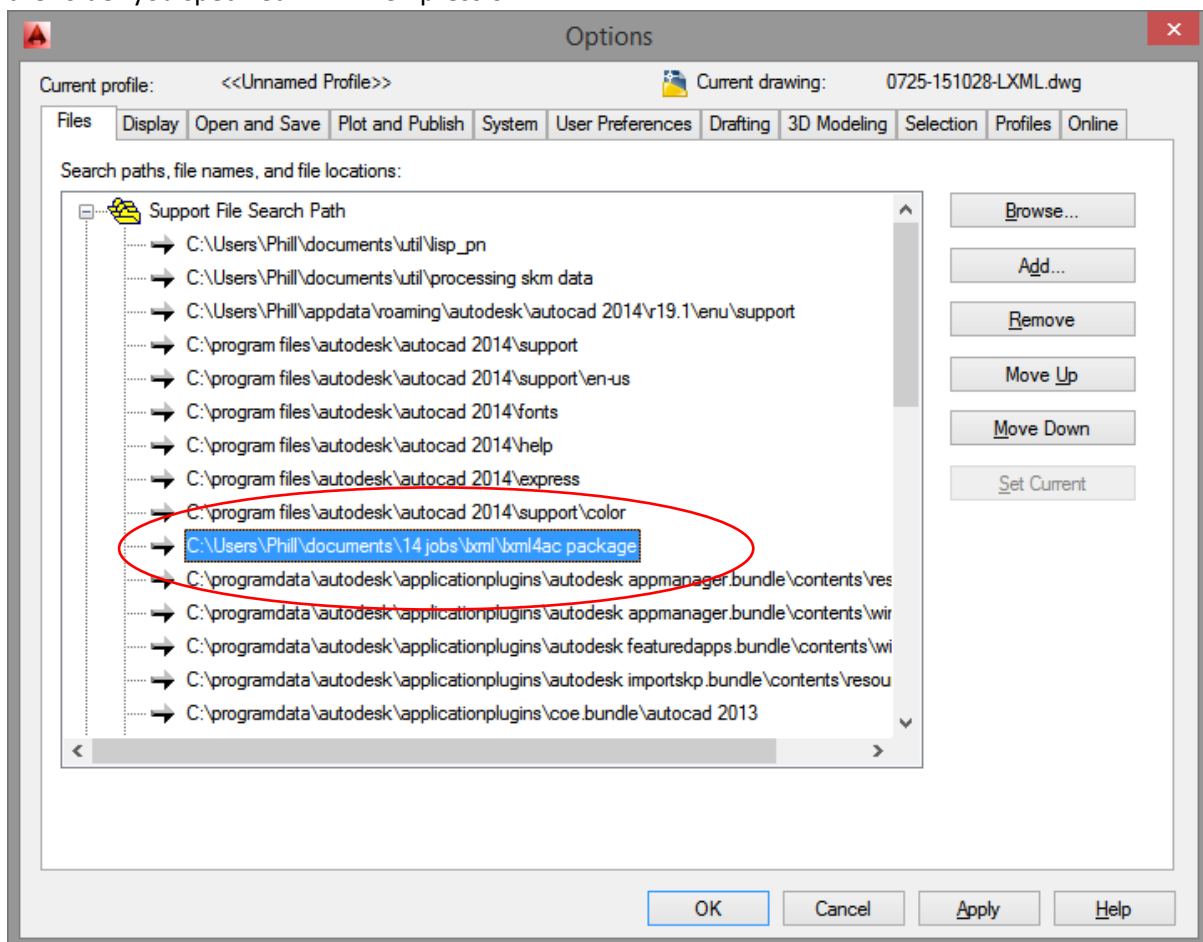 Options
Current profile: <<Unnamed Profile>> Current drawing: 0725-151028-LXML.dwg
Files Display Open and Save Plot and Publish System User Preferences Drafting 3D Modeling Selection Profiles Online
Search paths, file names, and file locations:
Support File Search Path
C:\Users\Phill\documents\util\lisp_pn
C:\Users\Phill\documents\util\processing skm data
C:\Users\Phill\appdata\roaming\autodesk\autocad 2014\r19.1\enu\support
C:\program files\autodesk\autocad 2014\support
C:\program files\autodesk\autocad 2014\support\en-us
C:\program files\autodesk\autocad 2014\fonts
C:\program files\autodesk\autocad 2014\help
C:\program files\autodesk\autocad 2014\express
C:\program files\autodesk\autocad 2014\support\color
C:\Users\Phill\documents\14 jobs\lxml\lxml4ac package
C:\programdata\autodesk\applicationplugins\autodesk appmanager.bundle\contents\res
C:\programdata\autodesk\applicationplugins\autodesk appmanager.bundle\contents\wir
C:\programdata\autodesk\applicationplugins\autodesk featuredapps.bundle\contents\wi
C:\programdata\autodesk\applicationplugins\autodesk importskp.bundle\contents\resou
C:\programdata\autodesk\applicationplugins\coe.bundle\autocad 2013
Browse...
Add...
Remove
Move Up
Move Down
Set Current
OK Cancel Apply Help